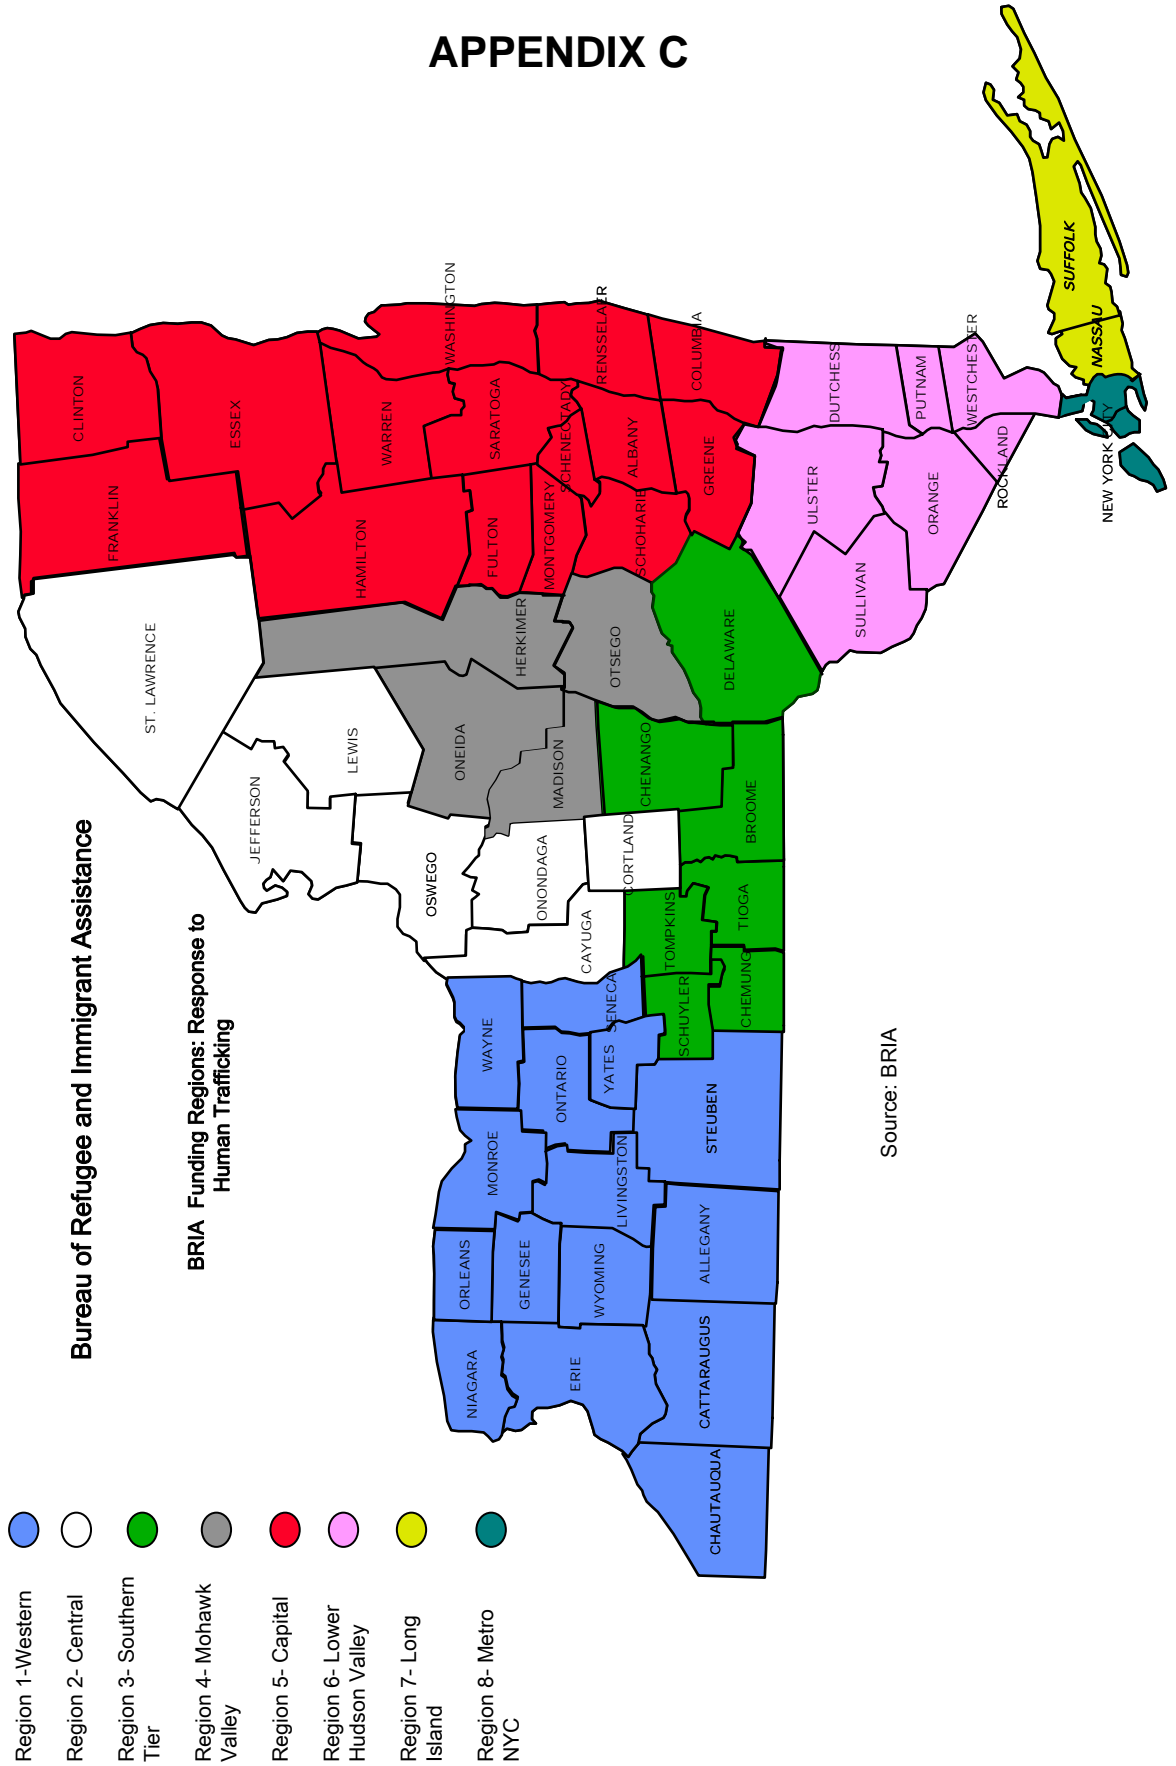 APPENDIX C
Bureau of Refugee and Immigrant Assistance
BRIA Funding Regions: Response to
Human Trafficking
CLINTON
FRANKLIN
ESSEX
ST. LAWRENCE
HAMILTON
WARREN
WASHINGTON
JEFFERSON
LEWIS
HERKIMER
FULTON
SARATOGA
OSWEGO
ONEIDA
MONTGOMERY
SCHENECTADY
RENSSELAER
NIAGARA
ORLEANS
MONROE
WAYNE
CAYUGA
ONONDAGA
MADISON
OTSEGO
SCHOHARIE
ALBANY
COLUMBIA
ERIE
GENESEE
WYOMING
LIVINGSTON
ONTARIO
YATES
SENECA
CORTLAND
CHENANGO
DELAWARE
GREENE
CHAUTAUQUA
CATTARAUGUS
ALLEGANY
STEUBEN
SCHUYLER
CHEMUNG
TOMPKINS
TIOGA
BROOME
ULSTER
DUTCHESS
SULLIVAN
ORANGE
PUTNAM
ROCKLAND
WESTCHESTER
NEW YORK CITY
NASSAU
SUFFOLK
Region 1-Western
Region 2- Central
Region 3- Southern
Tier
Region 4- Mohawk
Valley
Region 5- Capital
Region 6- Lower
Hudson Valley
Region 7- Long
Island
Region 8- Metro
NYC
Source: BRIA